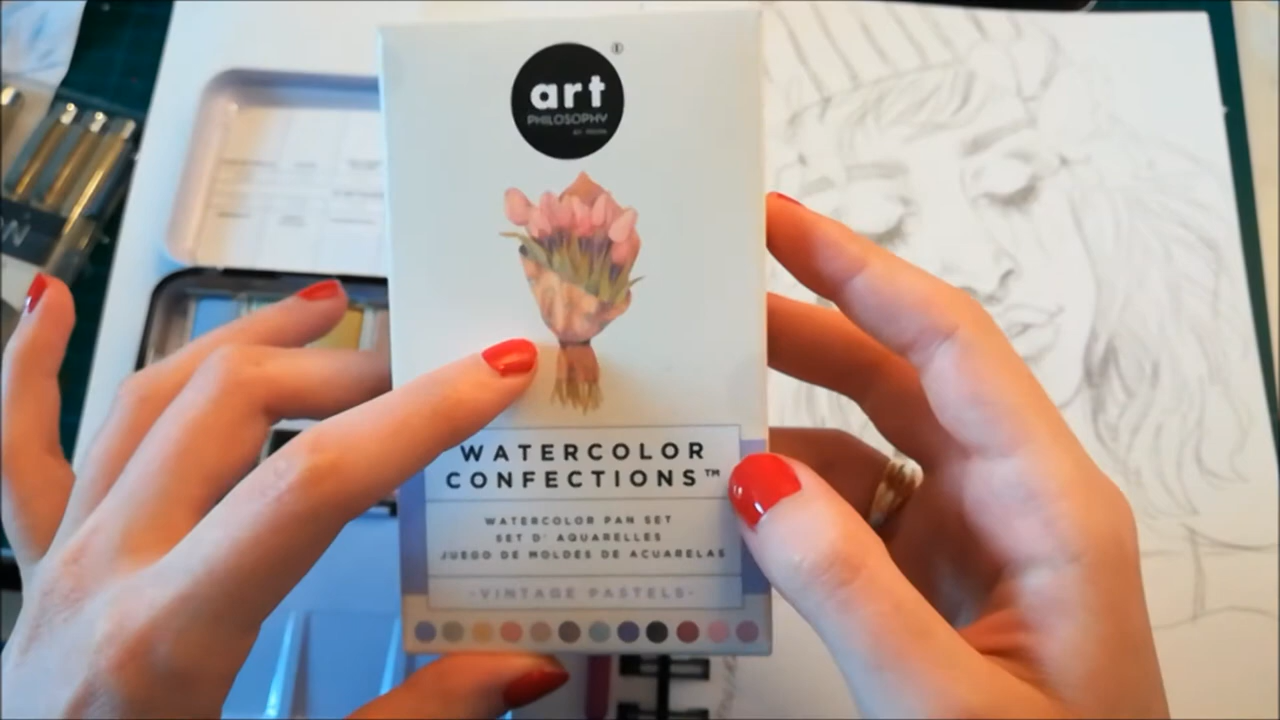 art
PHILOSOPHY
WATERCOLOR
CONFECTIONS™
WATERCOLOR PAN SET
SET D' AQUARELLES
JUEGO DE MOLDES DE ACUARELAS
-VINTAGE PASTELS-